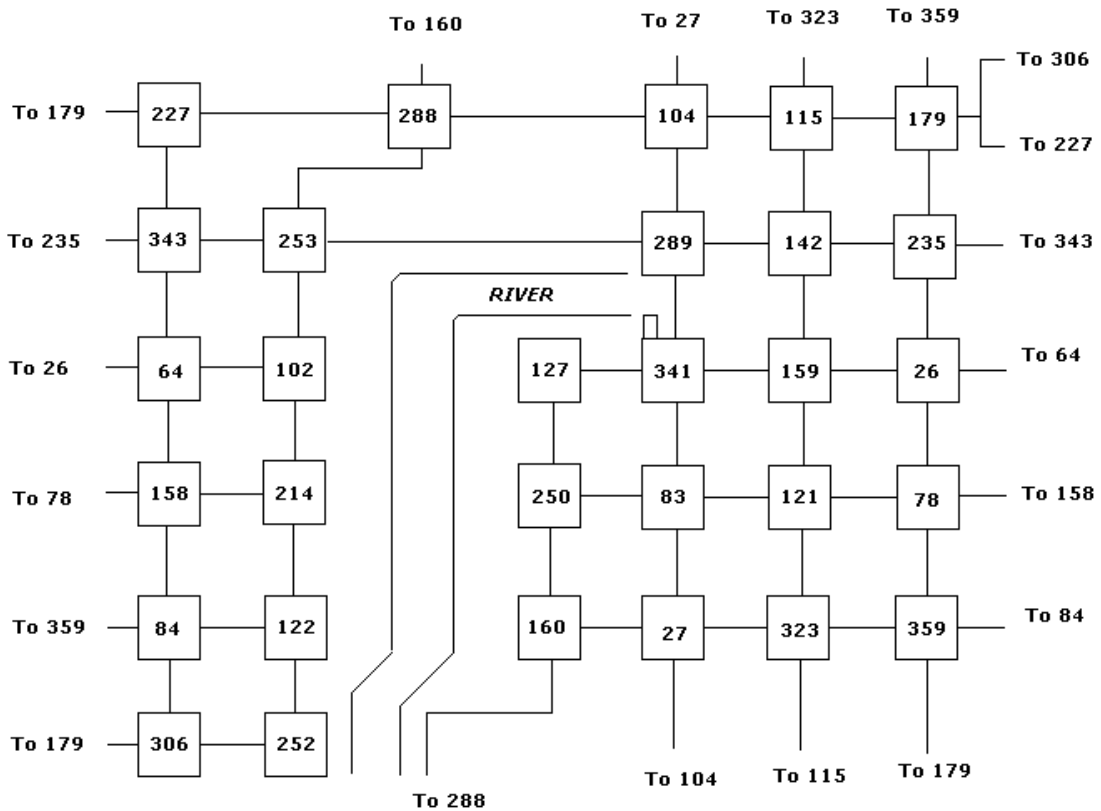 To 160
To 27
To 323
To 359
To 306
To 179
227
288
104
115
179
To 227
To 235
343
253
289
142
235
To 343
RIVER
To 26
64
102
127
341
159
26
To 64
To 78
158
214
250
83
121
78
To 158
To 359
84
122
160
27
323
359
To 84
To 179
306
252
To 288
To 104
To 115
To 179